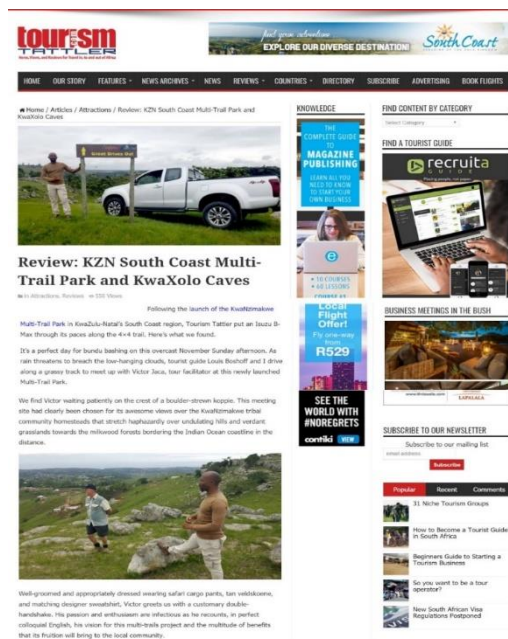 tourism
TATTLER
find your adventure
EXPLORE OUR DIVERSE DESTINATION!
South Coast
HOME OUR STORY FEATURES NEWS ARCHIVES NEWS REVIEWS COUNTRIES DIRECTORY SUBSCRIBE ADVERTISING BOOK FLIGHTS
Home / Articles / Attractions / Review: KZN South Coast Multi-Trail Park and
KwaXolo Caves
Review: KZN South Coast Multi-
Trail Park and KwaXolo Caves
in Attractions, Reviews Views
Following the launch of the KwaNzimakwe
Multi-Trail Park in KwaZulu-Natal's South Coast region, Tourism Tattler put an Isuzu D-
Max through its paces along the 4×4 trail. Here's what we found.
It's a perfect day for bundu bashing on this overcast November Sunday afternoon. As
rain threatens to breach the low-hanging clouds, tourist guide Louis Boshoff and I drive
along a grassy track to meet up with Victor Jaca, tour facilitator at this newly launched
Multi-Trail Park.
We find Victor waiting patiently on the crest of a boulder-strewn koppie. This meeting
site had clearly been chosen for its awesome views over the KwaNzimakwe tribal
community homesteads that stretch haphazardly over undulating hills and verdant
grasslands towards the milkwood forests bordering the Indian Ocean coastline in the
distance.
Well-groomed and appropriately dressed wearing safari cargo pants, tan veldskoene,
and matching designer sweatshirt, Victor greets us with a customary double-
handshake. His passion and enthusiasm are infectious as he recounts, in perfect
colloquial English, his vision for this multi-trails project and the multitude of benefits
that its fruition will bring to the local community.
KNOWLEDGE
THE
COMPLETE GUIDE
TO
MAGAZINE
PUBLISHING
LEARN ALL YOU
NEED TO KNOW
TO START YOUR
OWN BUSINESS
• 10 COURSES
• 60 LESSONS
COURSE AT
Local
Flight
Offer!
Fly one-way
from
R529
SEE THE
WORLD WITH
#NOREGRETS
contiki VIEW
FIND CONTENT BY CATEGORY
Select Category
FIND A TOURIST GUIDE
recruita
GUIDE
BUSINESS MEETINGS IN THE BUSH
LAPALALA
SUBSCRIBE TO OUR NEWSLETTER
Subscribe to our mailing list
email address
Subscribe
Popular Recent Comments
31 Niche Tourism Groups
How to Become a Tourist Guide
in South Africa
Beginners Guide to Starting a
Tourism Business
So you want to be a tour
operator?
New South African Visa
Regulations Postponed